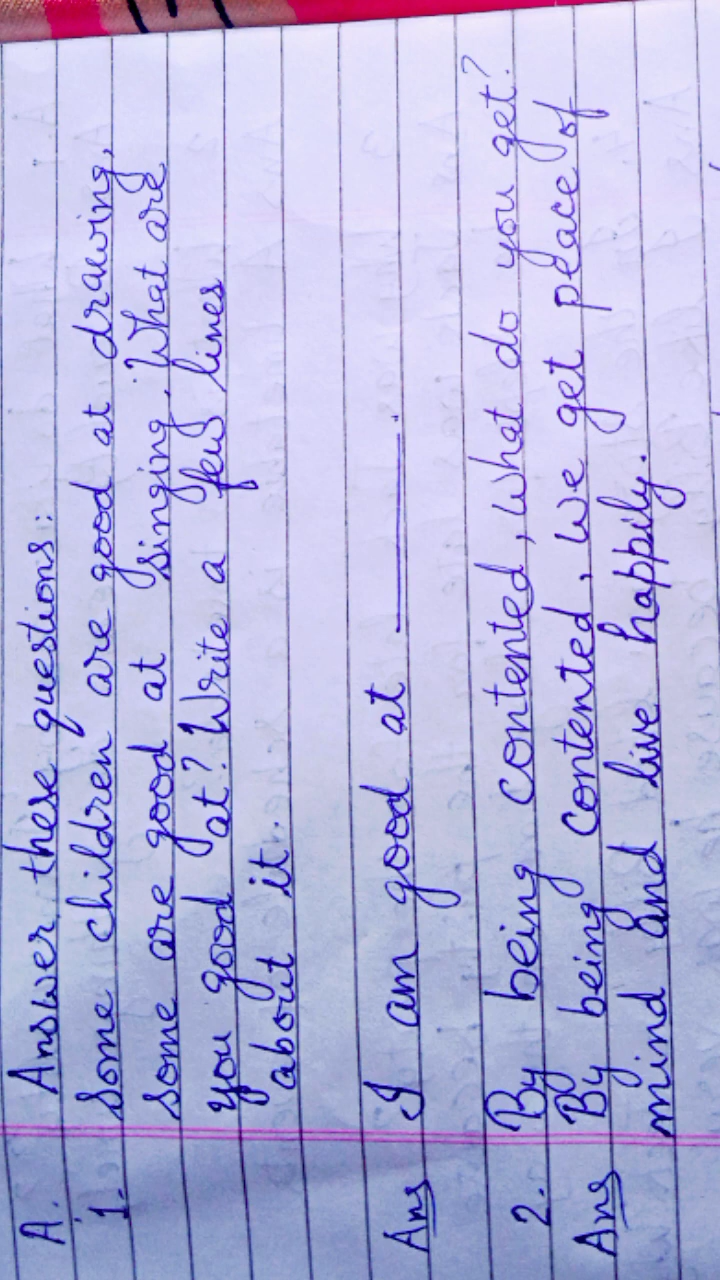 A. Answer these questions:
1. Some children are good at drawing,
some are good at singing. What are
you good at? Write a few lines
about it.
Ans I am good at ________.
2. By being contented, what do you get?
Ans By being contented, we get peace of
mind and live happily.